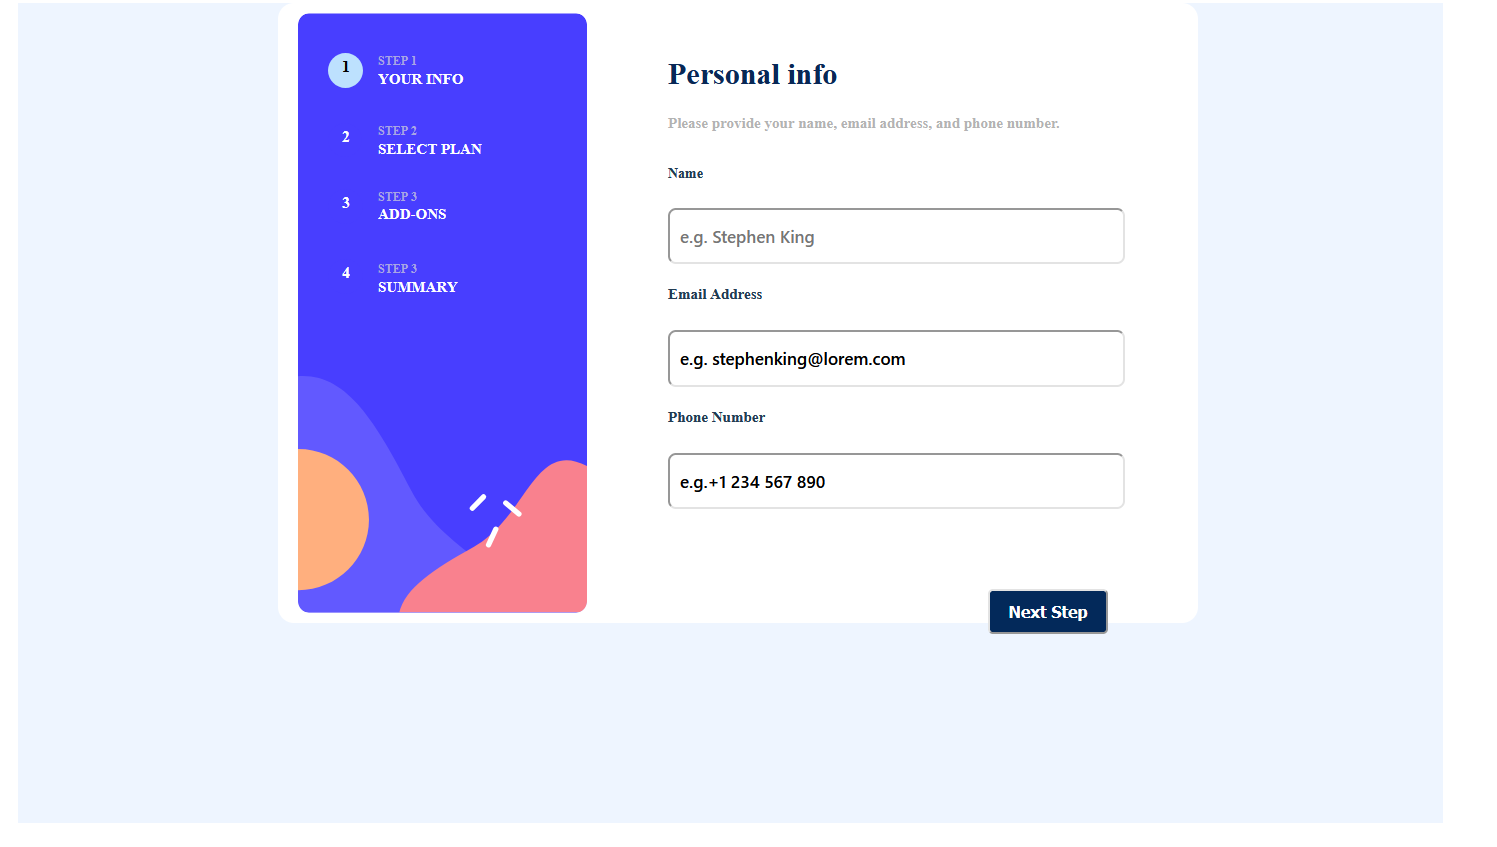 1
STEP 1
YOUR INFO
2
STEP 2
SELECT PLAN
3
STEP 3
ADD-ONS
4
STEP 3
SUMMARY
Personal info
Please provide your name, email address, and phone number.
Name
e.g. Stephen King
Email Address
e.g. stephenking@lorem.com
Phone Number
e.g.+1 234 567 890
Next Step